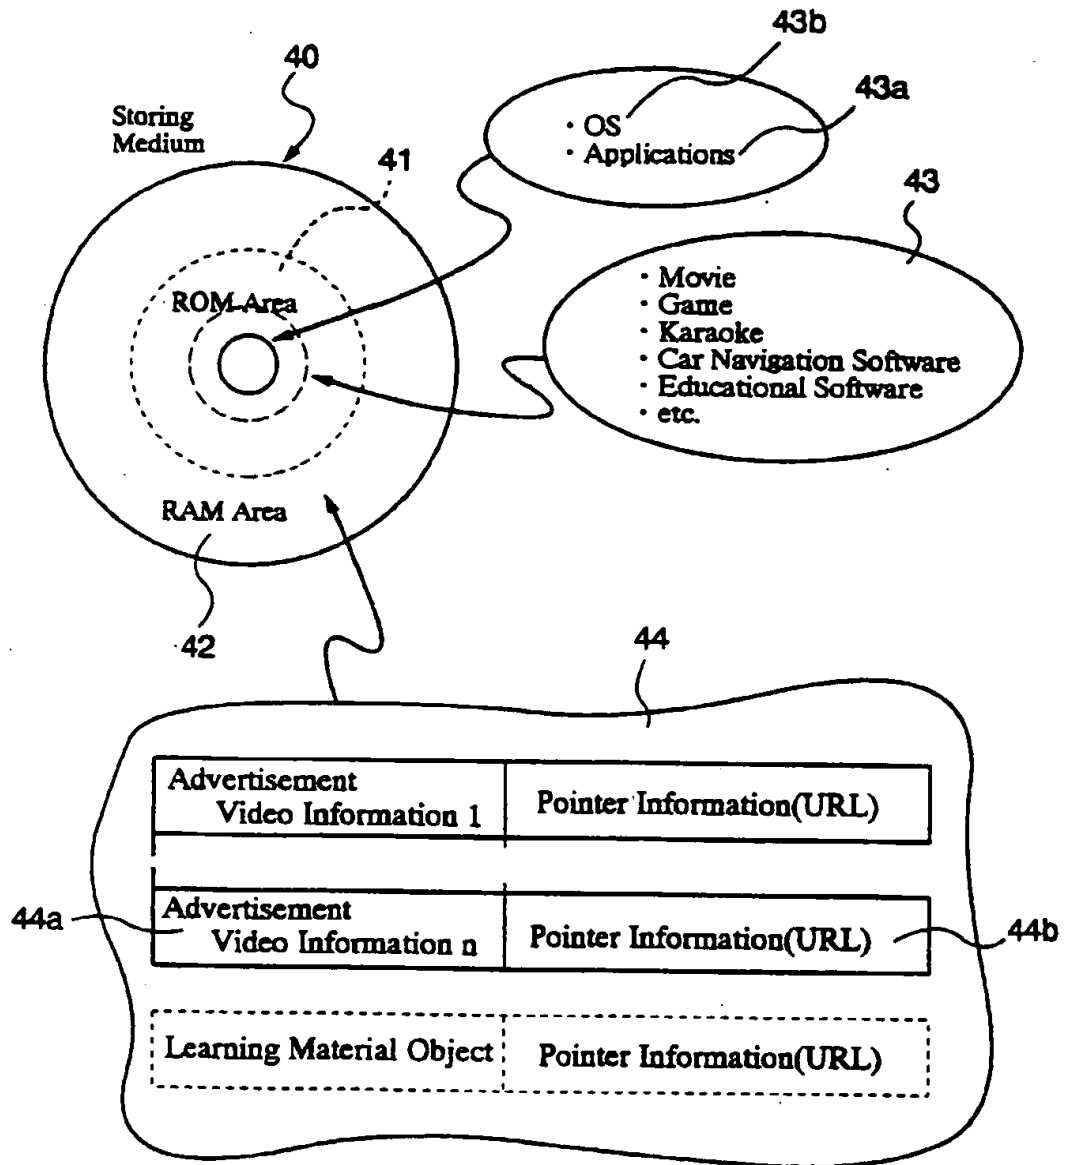 43b
40
43a
Storing
Medium
・OS
・Applications
41
43
ROM Area
・Movie
・Game
・Karaoke
・Car Navigation Software
・Educational Software
・etc.
RAM Area
42
44
Advertisement
Video Information 1
Pointer Information(URL)
44a
Advertisement
Video Information n
Pointer Information(URL)
44b
Learning Material Object
Pointer Information(URL)